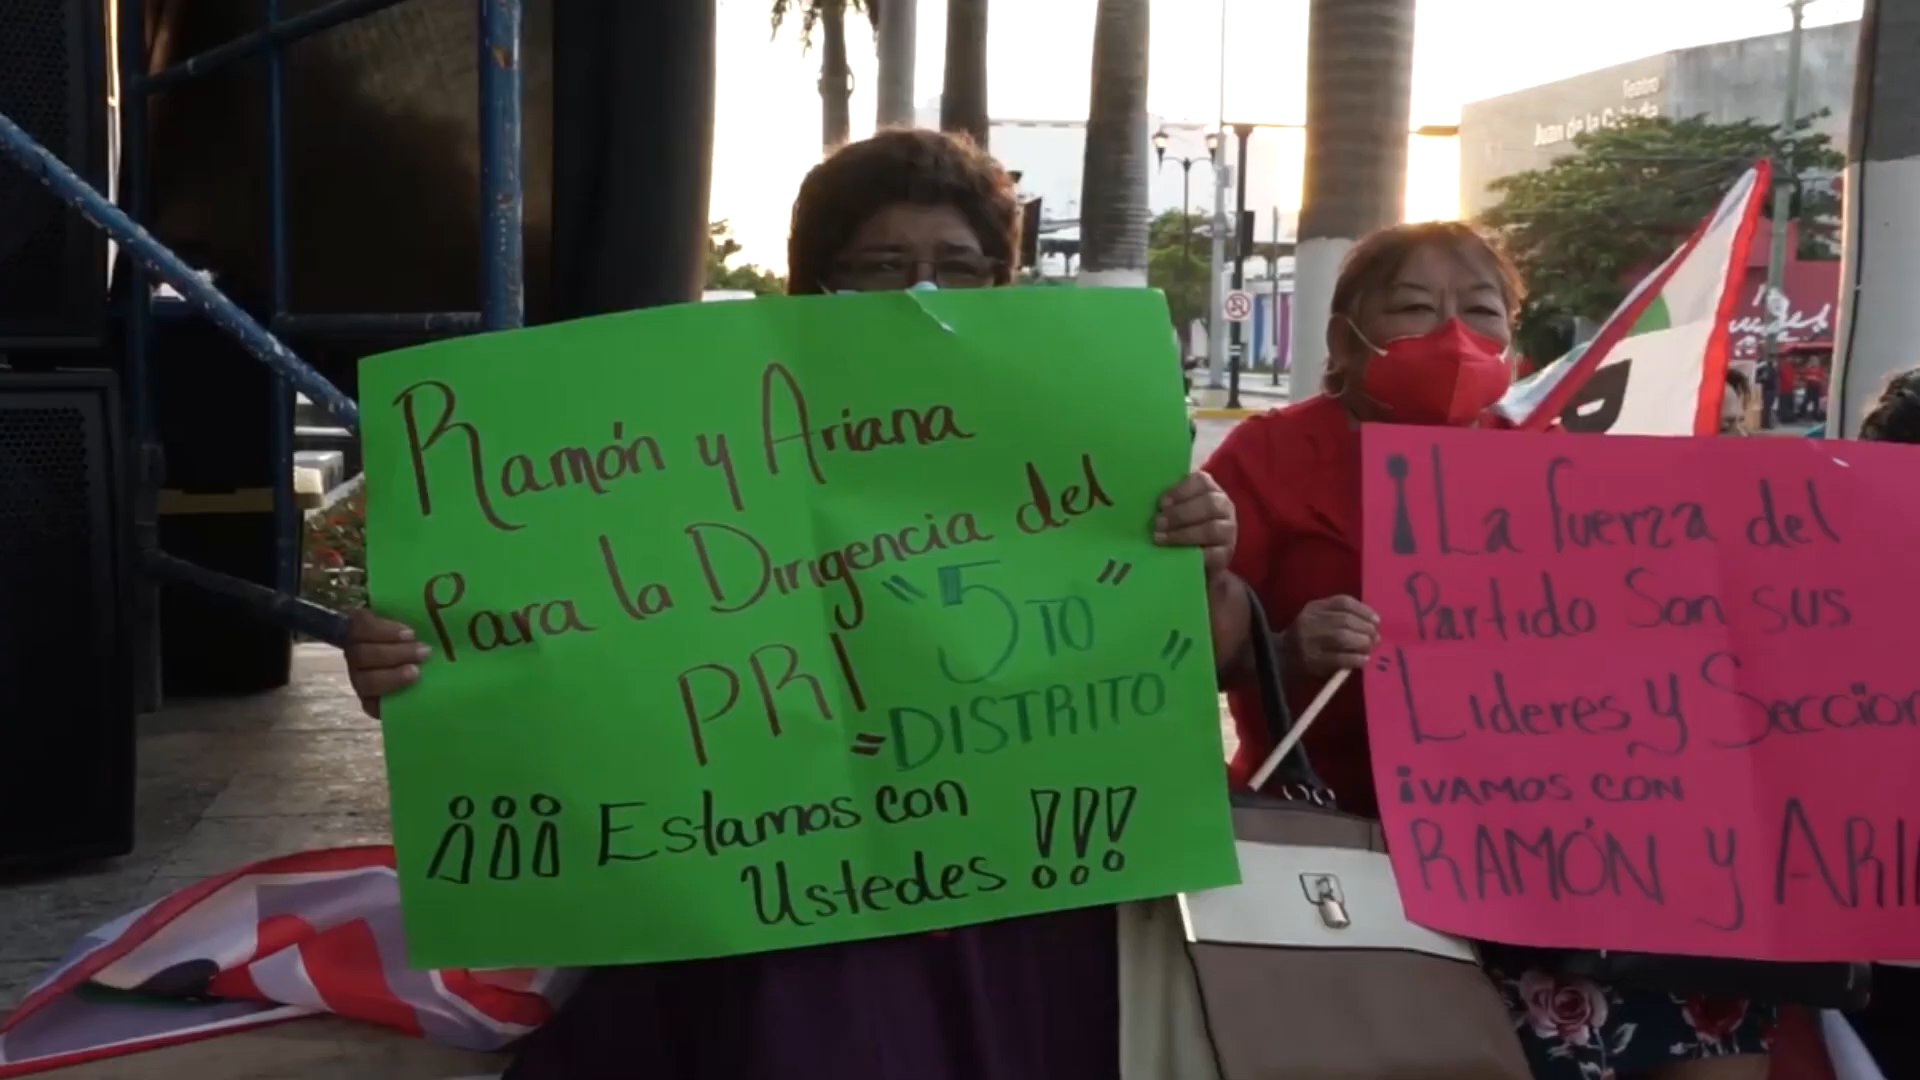 Teatro
Juan de la
Ramón y Ariana
Para la Dirigencia del
PRI "5TO"
"DISTRITO"
¡¡¡Estamos con
Ustedes!!!
¡La fuerza del
Partido Son sus
"Lideres y Seccion
¡VAMOS CON
RAMÓN y ARI